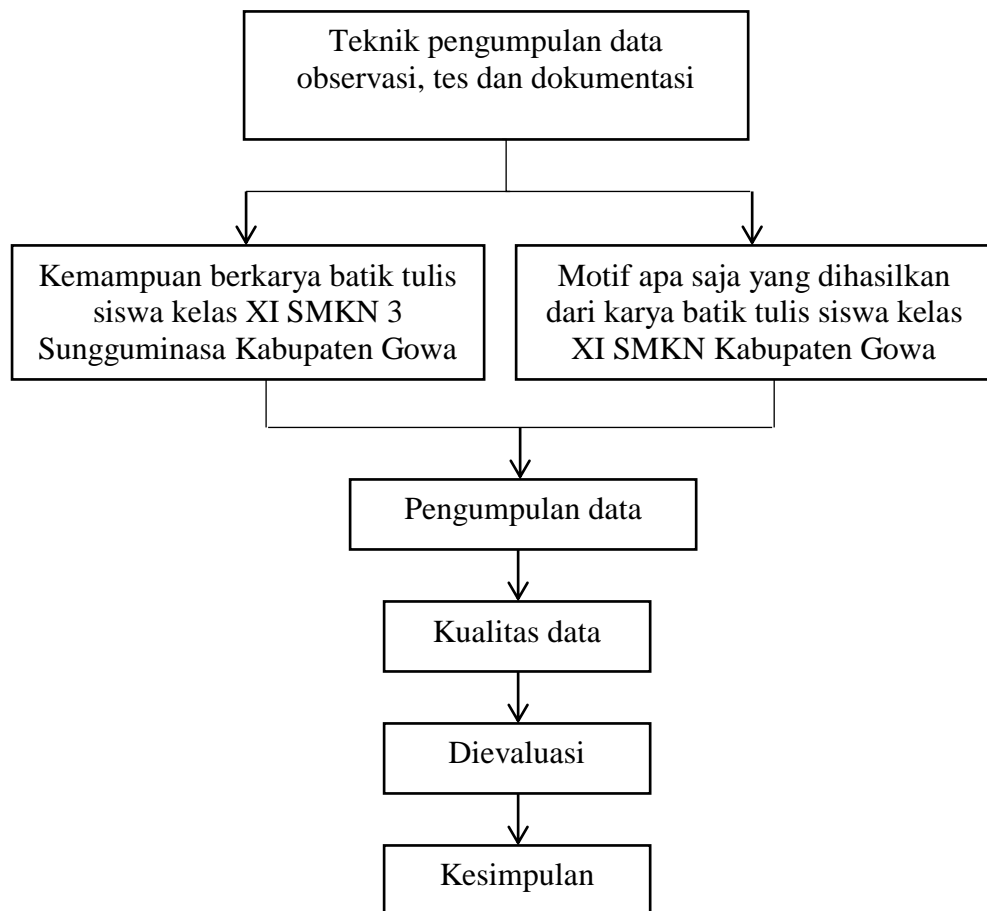 Teknik pengumpulan data
observasi, tes dan dokumentasi
Kemampuan berkarya batik tulis
siswa kelas XI SMKN 3
Sungguminasa Kabupaten Gowa
Motif apa saja yang dihasilkan
dari karya batik tulis siswa kelas
XI SMKN Kabupaten Gowa
Pengumpulan data
Kualitas data
Dievaluasi
Kesimpulan